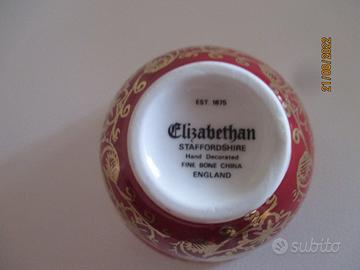 EST. 1875
Elizabethan
STAFFORDSHIRE
Hand Decorated
FINE BONE CHINA
ENGLAND
21/08/2022
subito